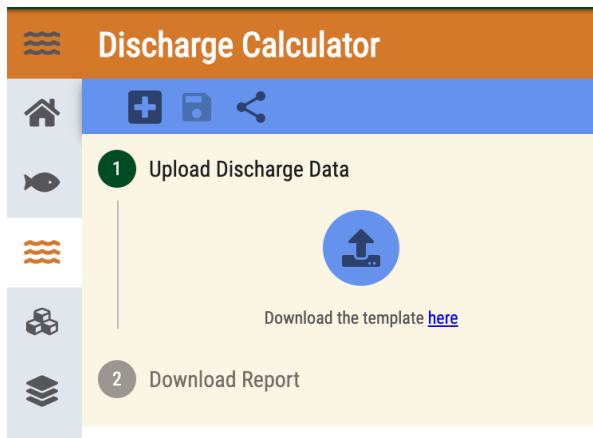 Discharge Calculator
1 Upload Discharge Data
Download the template here
2 Download Report